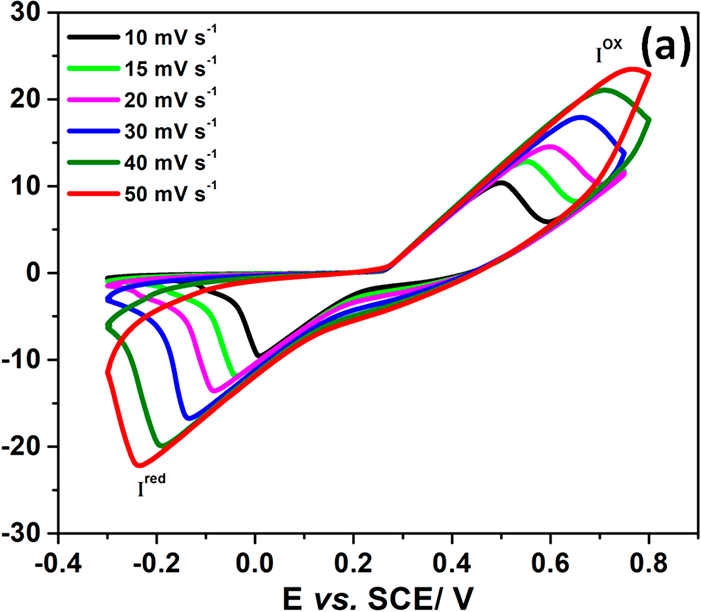 30
20
10
0
-10
-20
-30
10 mV s⁻¹
15 mV s⁻¹
20 mV s⁻¹
30 mV s⁻¹
40 mV s⁻¹
50 mV s⁻¹
Iᵒˣ
(a)
Iʳᵉᵈ
-0.4 -0.2 0.0 0.2 0.4 0.6 0.8
E vs. SCE/ V